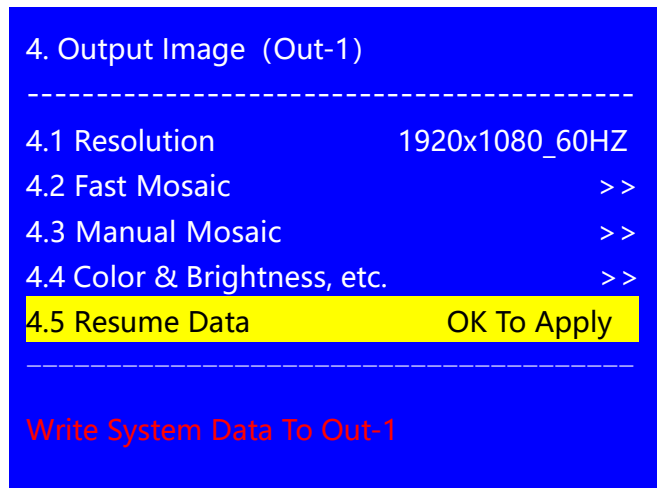 4. Output Image (Out-1)
---------------------------------------------
4.1 Resolution 1920x1080_60HZ
4.2 Fast Mosaic >>
4.3 Manual Mosaic >>
4.4 Color & Brightness, etc. >>
4.5 Resume Data OK To Apply
---------------------------------------
Write System Data To Out-1